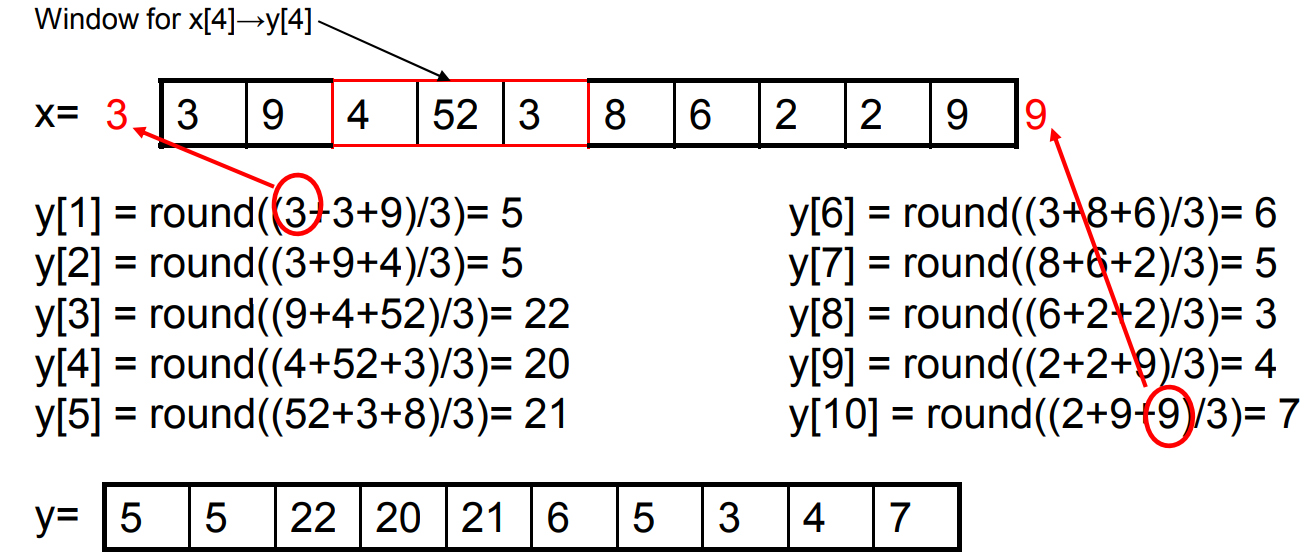 Window for x[4]→y[4]
x= 3 3 9 4 52 3 8 6 2 2 9 9
y[1] = round((3+3+9)/3)= 5
y[2] = round((3+9+4)/3)= 5
y[3] = round((9+4+52)/3)= 22
y[4] = round((4+52+3)/3)= 20
y[5] = round((52+3+8)/3)= 21
y[6] = round((3+8+6)/3)= 6
y[7] = round((8+6+2)/3)= 5
y[8] = round((6+2+2)/3)= 3
y[9] = round((2+2+9)/3)= 4
y[10] = round((2+9+9)/3)= 7
y= 5 5 22 20 21 6 5 3 4 7